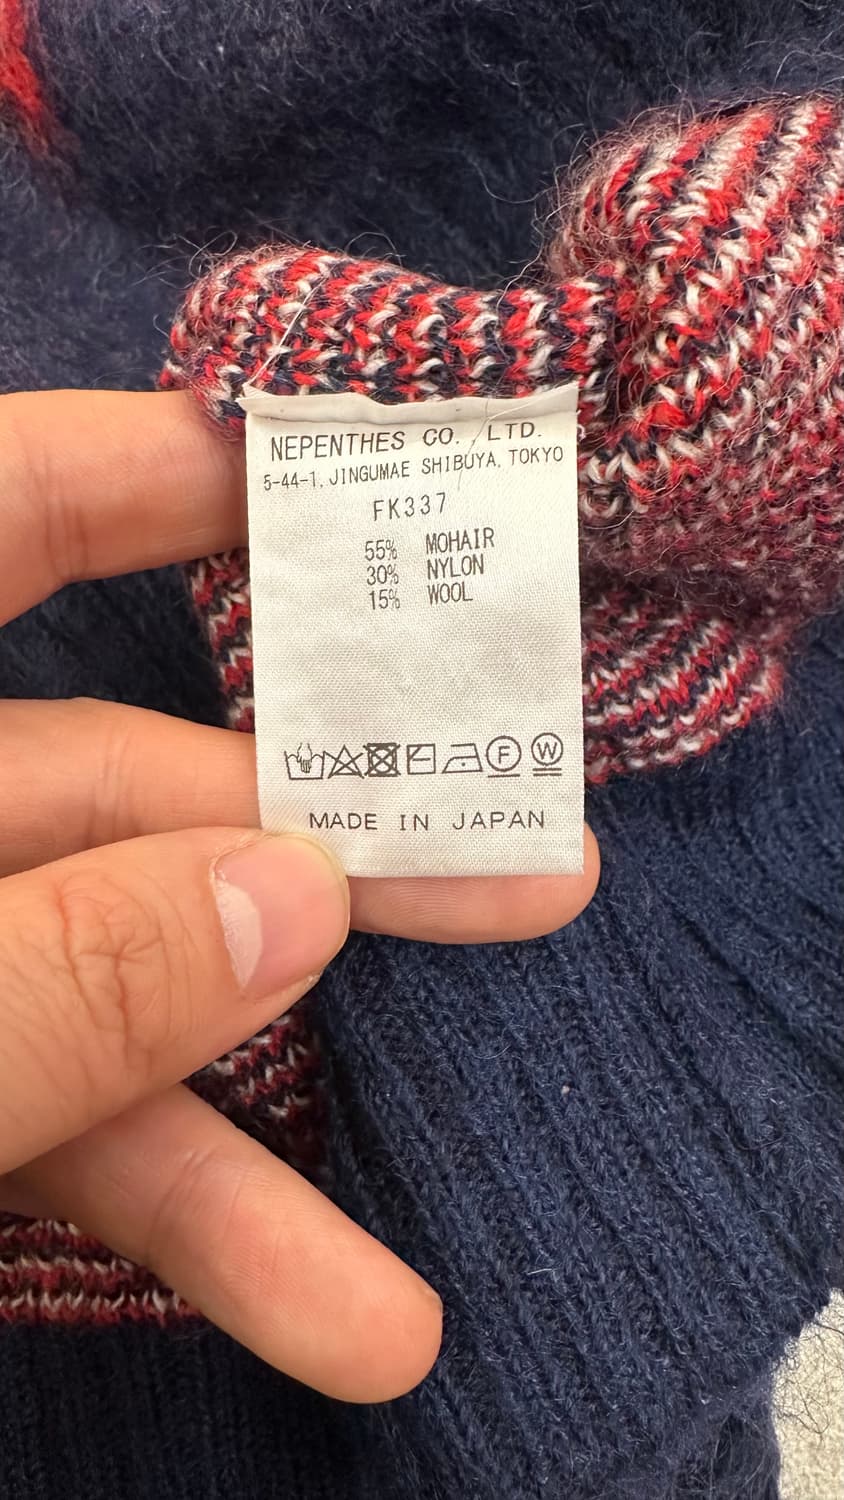 NEPENTHES CO., LTD.
5-44-1, JINGUMAE SHIBUYA, TOKYO
FK337
55% MOHAIR
30% NYLON
15% WOOL
F W
MADE IN JAPAN